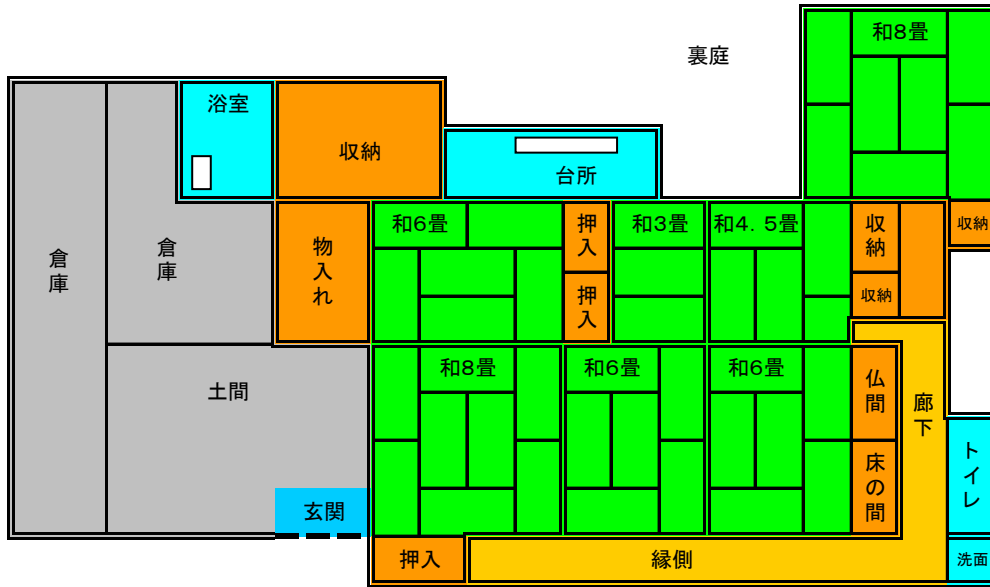 和8畳
裏庭
浴室
収納
台所
収納
倉庫
倉庫
物入れ
和6畳
押入
押入
和3畳
和4．5畳
収納
収納
土間
和8畳
和6畳
和6畳
仏間
床の間
廊下
トイレ
玄関
押入
縁側
洗面